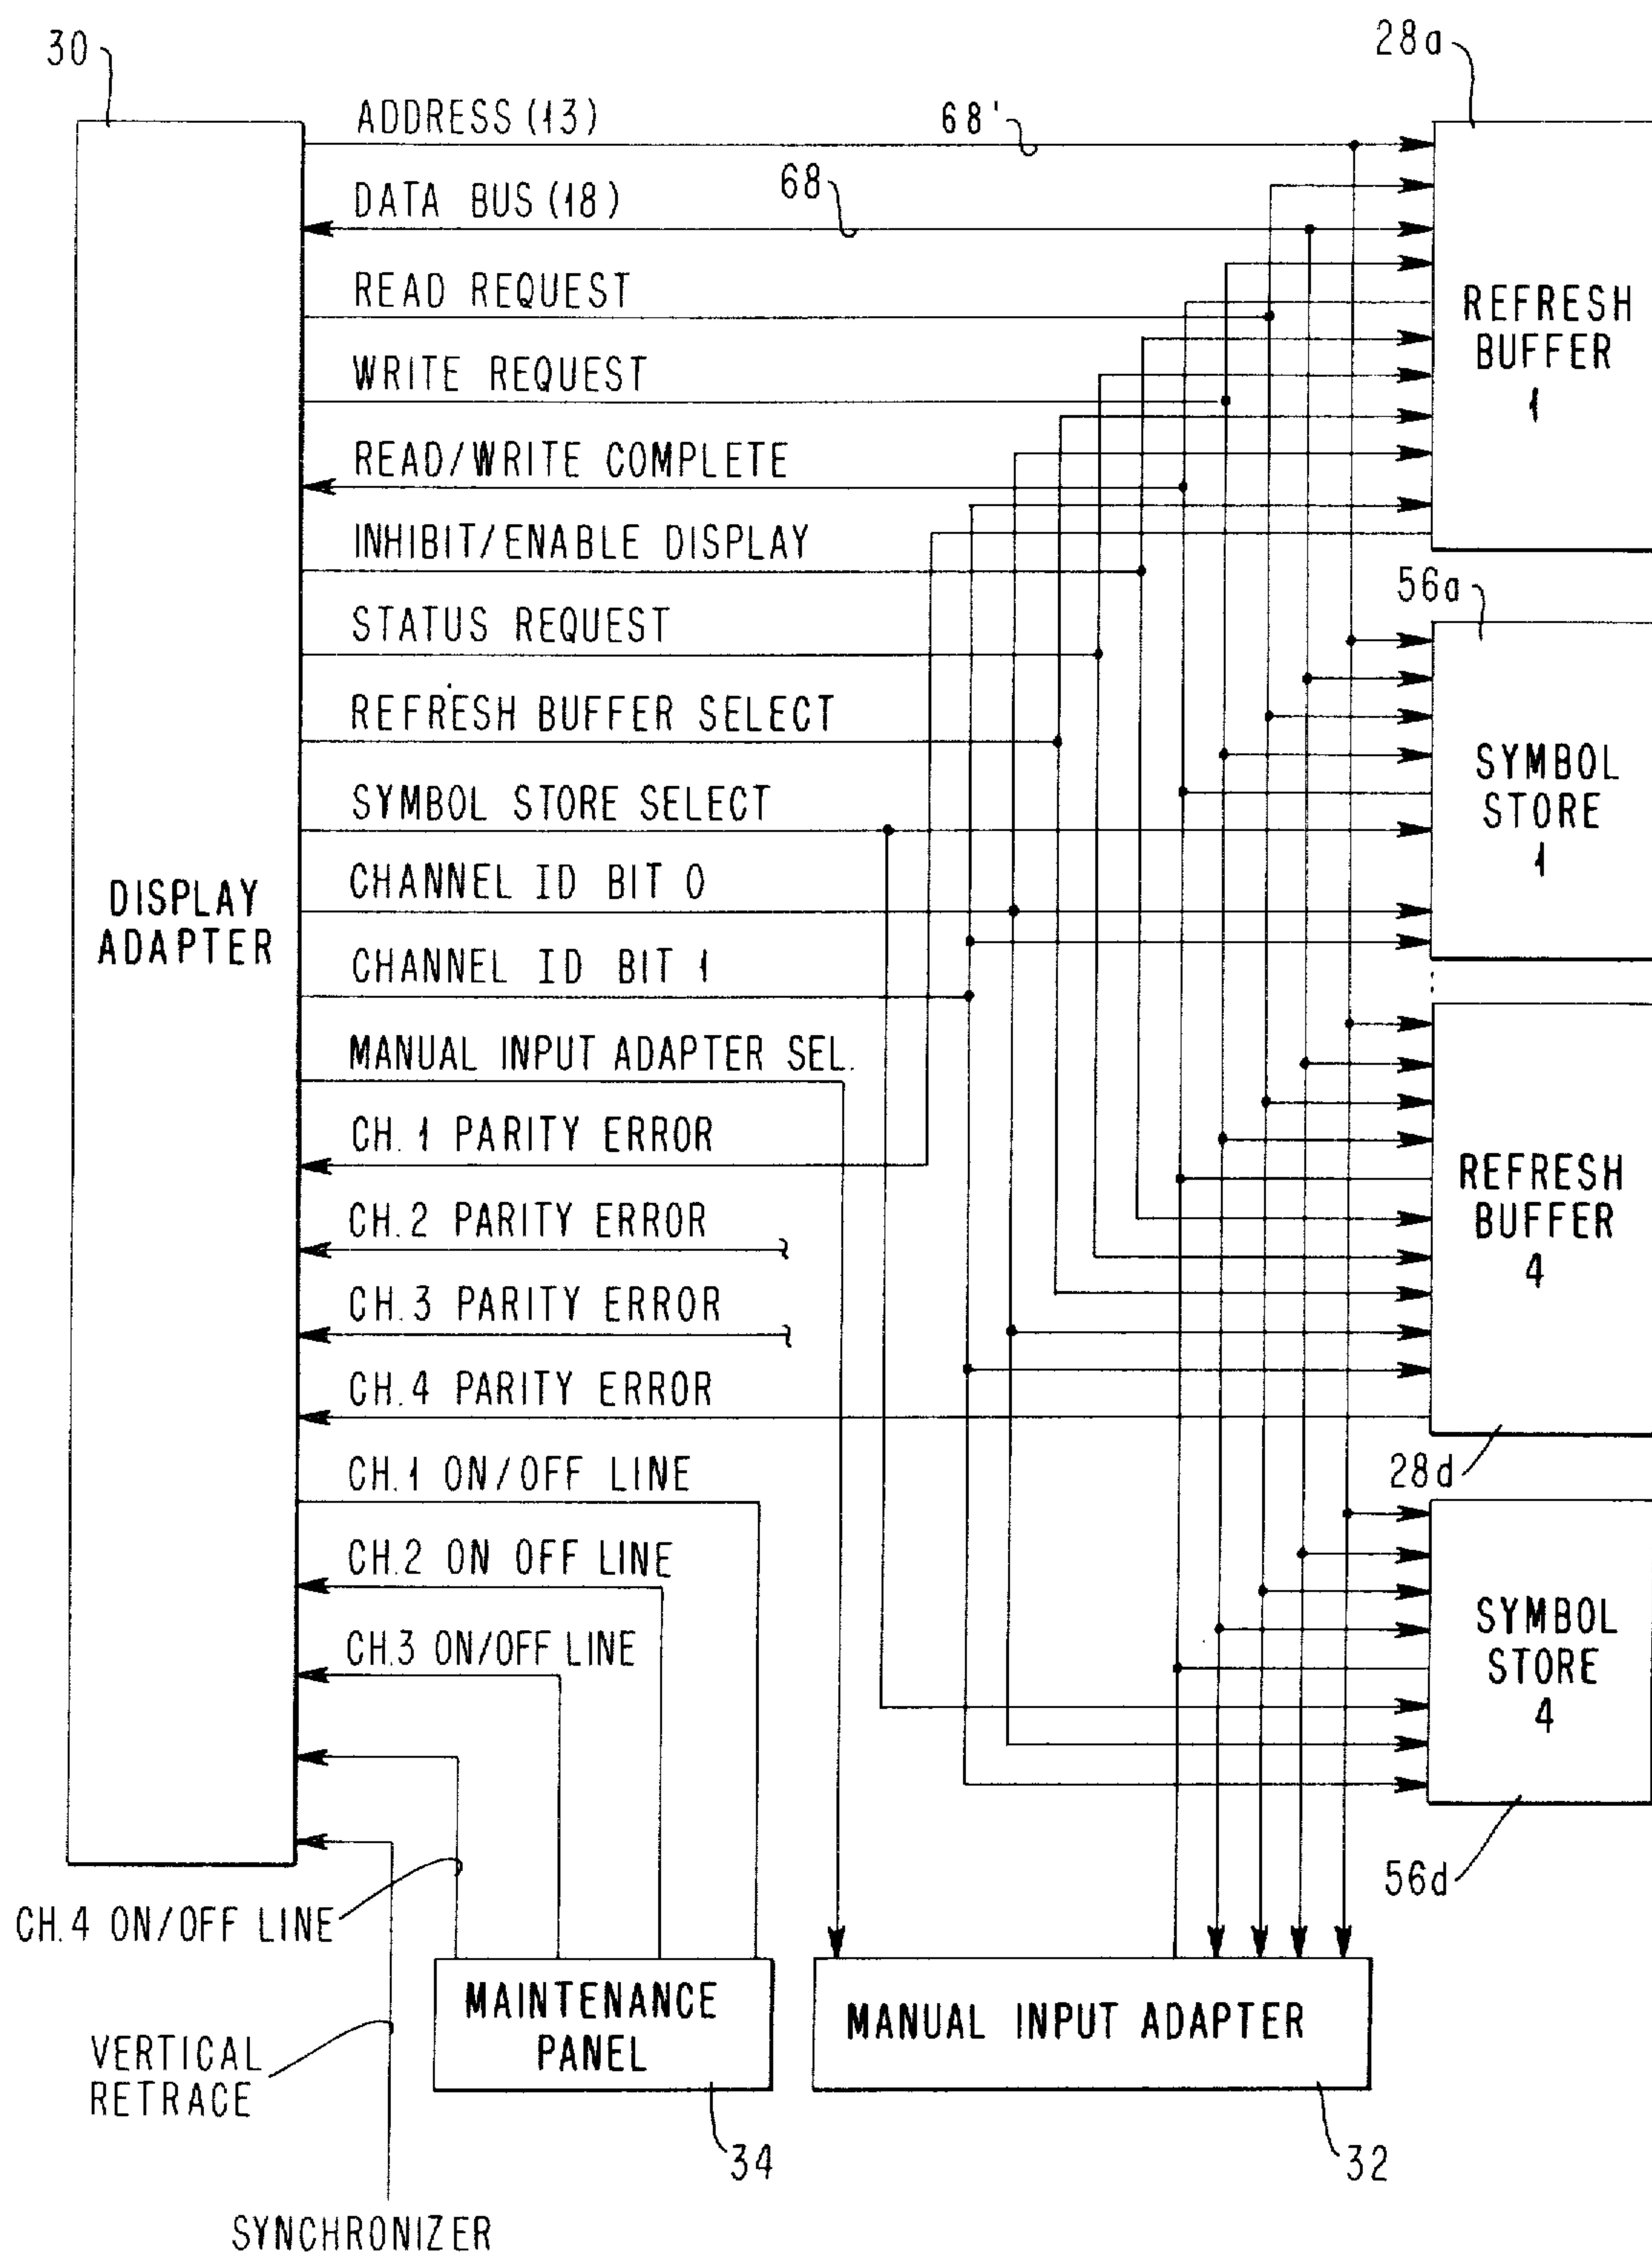 30
28a
ADDRESS (13)
68'
DATA BUS (18)
68
READ REQUEST
REFRESH
BUFFER
1
WRITE REQUEST
READ/WRITE COMPLETE
INHIBIT/ENABLE DISPLAY
56a
STATUS REQUEST
REFRESH BUFFER SELECT
SYMBOL STORE SELECT
SYMBOL
STORE
1
CHANNEL ID BIT 0
DISPLAY
ADAPTER
CHANNEL ID BIT 1
MANUAL INPUT ADAPTER SEL.
CH.1 PARITY ERROR
REFRESH
BUFFER
4
CH.2 PARITY ERROR
CH.3 PARITY ERROR
CH.4 PARITY ERROR
28d
CH.1 ON/OFF LINE
CH.2 ON OFF LINE
CH.3 ON/OFF LINE
SYMBOL
STORE
4
56d
CH.4 ON/OFF LINE
MAINTENANCE
PANEL
MANUAL INPUT ADAPTER
VERTICAL
RETRACE
34
32
SYNCHRONIZER